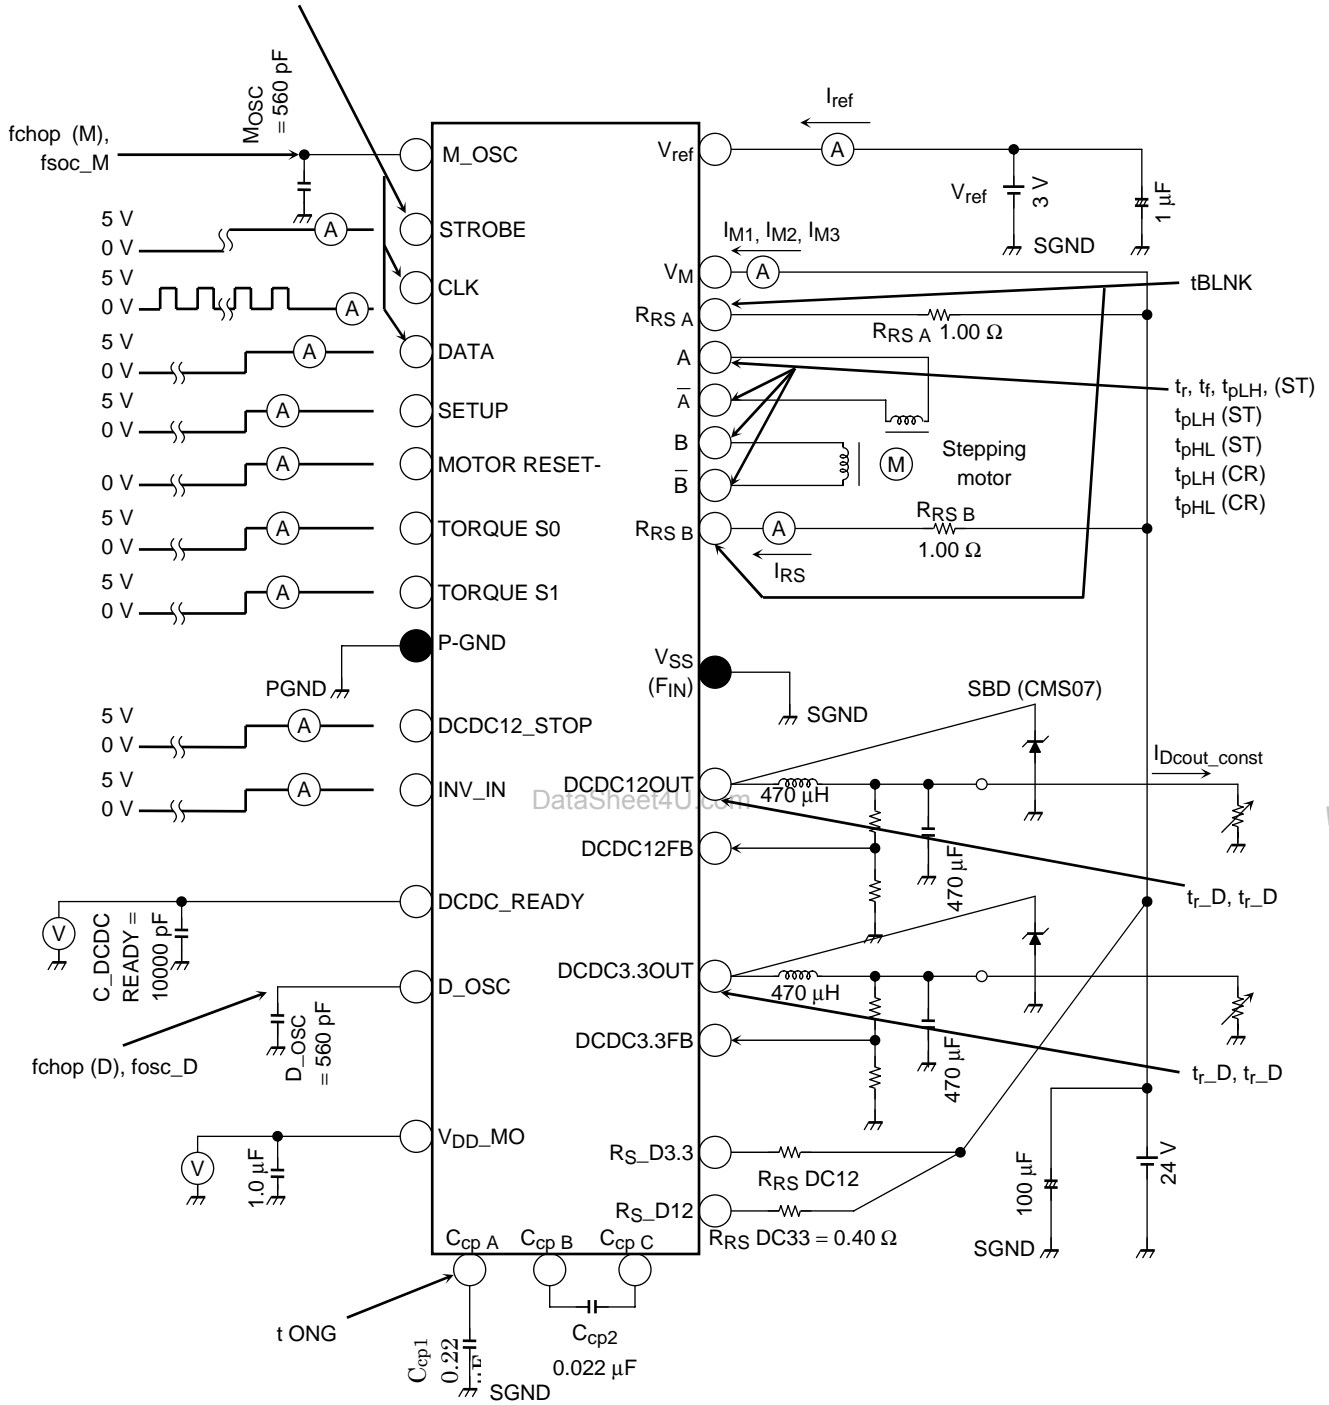 MOSC
= 560 pF
fchop (M),
fsoc_M
M_OSC
5 V
0 V
A
STROBE
5 V
0 V
A
CLK
5 V
0 V
A
DATA
5 V
0 V
A
SETUP
0 V
A
MOTOR RESET-
5 V
0 V
A
TORQUE S0
5 V
0 V
A
TORQUE S1
P-GND
PGND
5 V
0 V
A
DCDC12_STOP
5 V
0 V
A
INV_IN
DCDC_READY
V
C_DCDC
READY =
10000 pF
D_OSC
D_OSC
= 560 pF
fchop (D), fosc_D
VDD_MO
V
1.0 μF
Ccp A
Ccp B
Ccp C
t ONG
Ccp1
0.22
SGND
Ccp2
0.022 μF
Iref
Vref
A
Vref
3 V
1 μF
SGND
IM1, IM2, IM3
VM
A
tBLNK
RRS A
RRS A 1.00 Ω
A
A
B
B
M
Stepping
motor
tr, tf, tpLH, (ST)
tpLH (ST)
tpHL (ST)
tpLH (CR)
tpHL (CR)
RRS B
A
RRS B
1.00 Ω
IRS
VSS
(FIN)
SGND
SBD (CMS07)
IDcout_const
DCDC12OUT
470 μH
DataSheet4U.com
DCDC12FB
470 μF
tr_D, tr_D
DCDC3.3OUT
470 μH
DCDC3.3FB
470 μF
tr_D, tr_D
RS_D3.3
RRS DC12
RS_D12
RRS DC33 = 0.40 Ω
100 μF
24 V
SGND